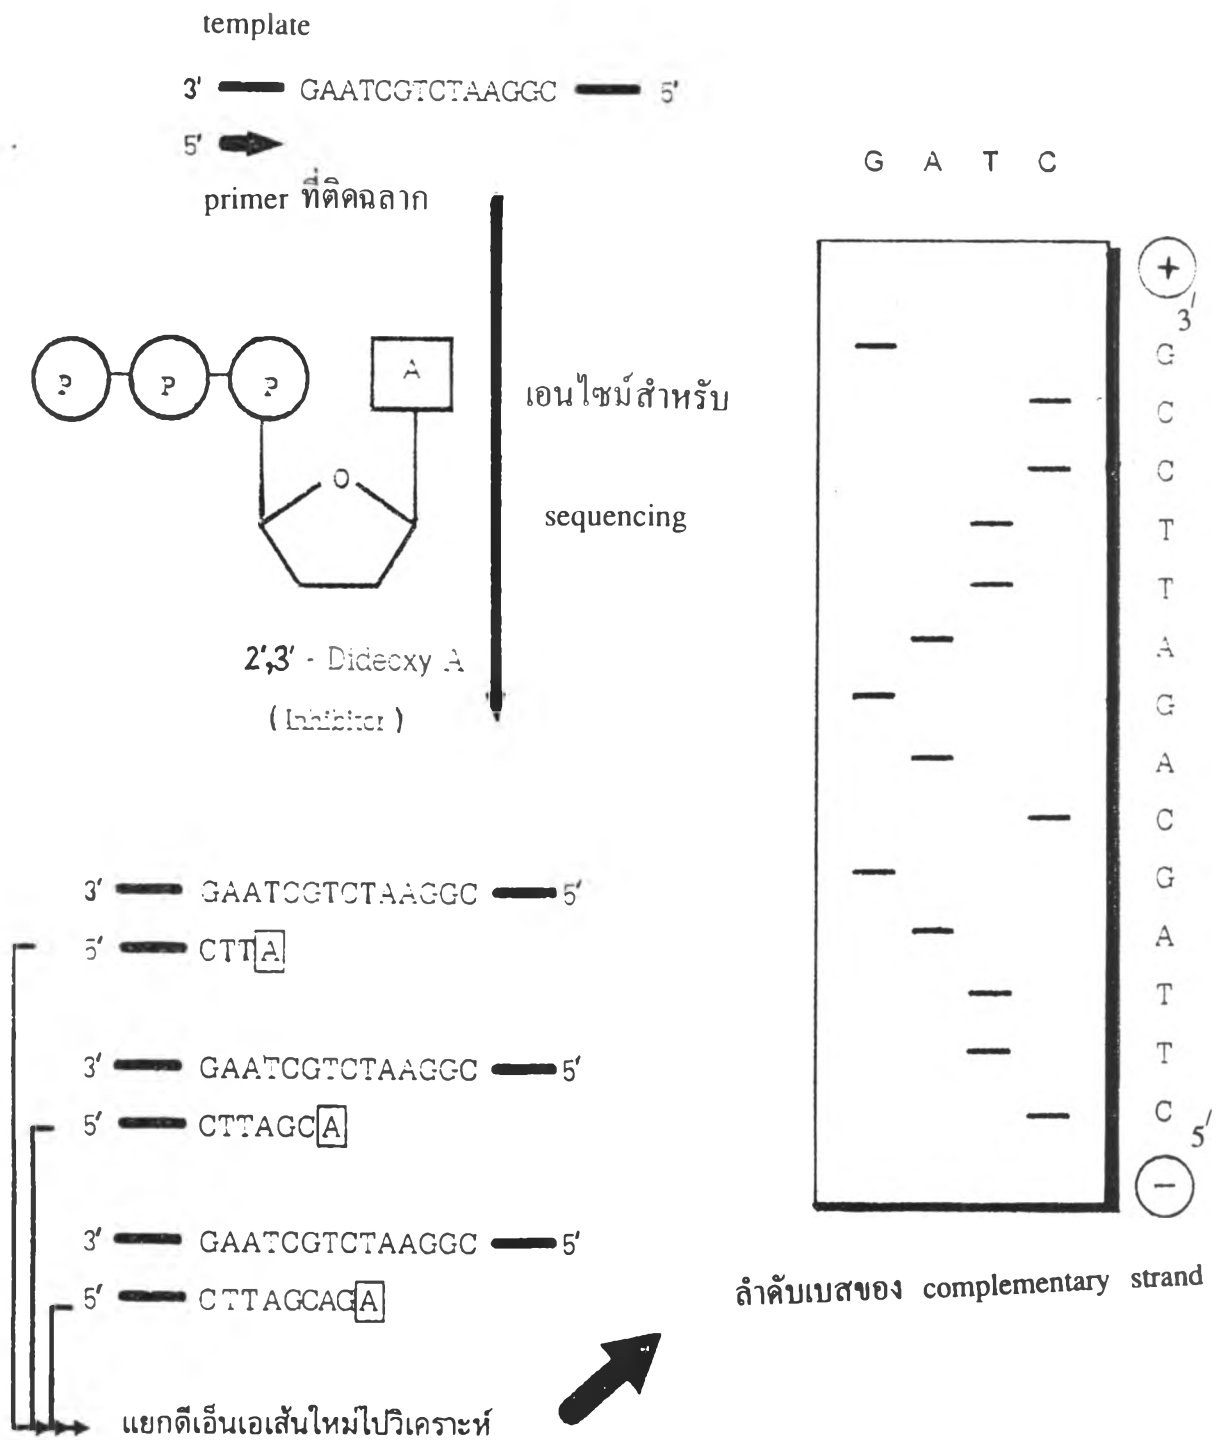 template
3' GAATCGTCTAAGGC 5'
5'
primer ที่ติดฉลาก
P P P A
O
2',3' - Dideoxy A
( Inhibitor )
เอนไซม์สำหรับ
sequencing
3' GAATCGTCTAAGGC 5'
5' CTTA
3' GAATCGTCTAAGGC 5'
5' CTTAGCA
3' GAATCGTCTAAGGC 5'
5' CTTAGCAGA
แยกดีเอ็นเอเส้นใหม่ไปวิเคราะห์
G A T C
+
3'
G
C
C
T
T
A
G
A
C
G
A
T
T
C 5'
−
ลำดับเบสของ complementary strand